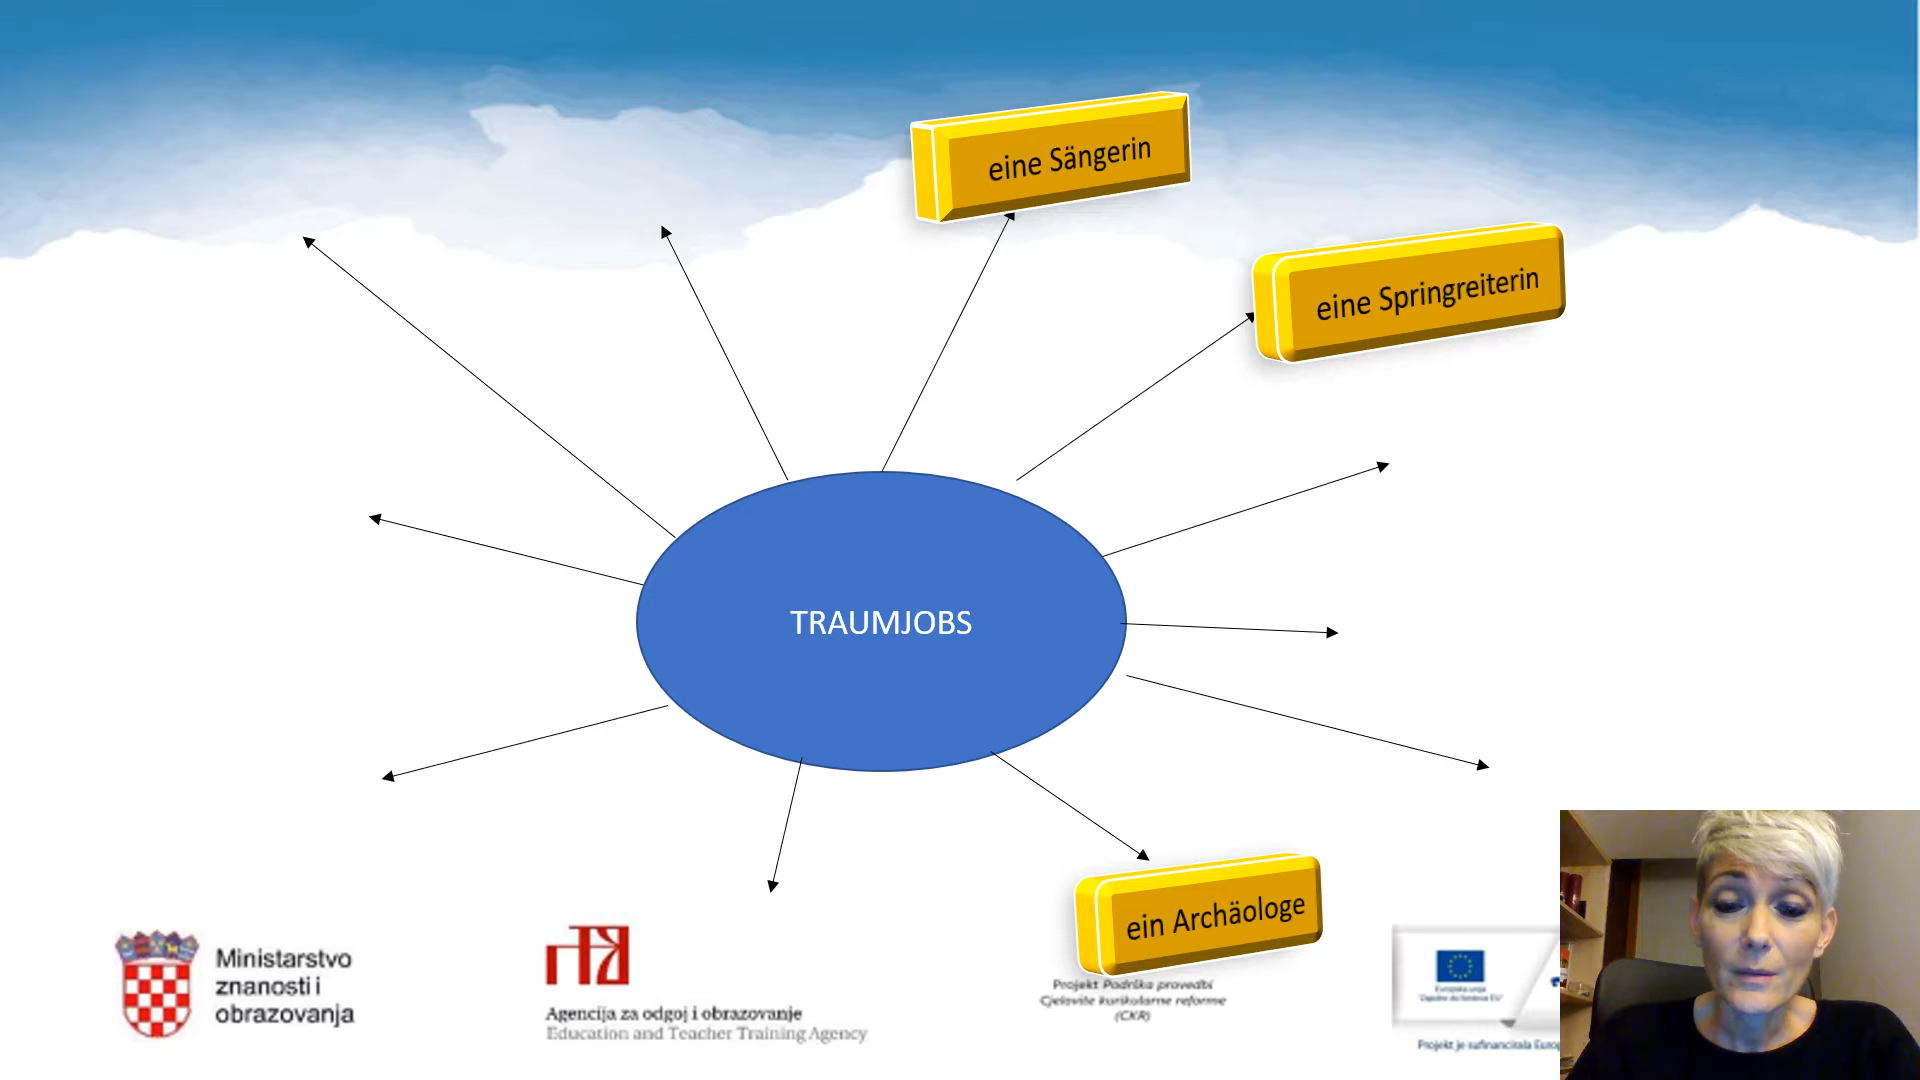 eine Sängerin
eine Springreiterin
TRAUMJOBS
ein Archäologe
Ministarstvo
znanosti i
obrazovanja
Agencija za odgoj i obrazovanje
Education and Teacher Training Agency
Projekt Podrška provedbi
Cjelovite kurikularne reforme
(CKR)
Europska unija
"Zajedno do fondova EU"
Projekt je sufinancirala Europ